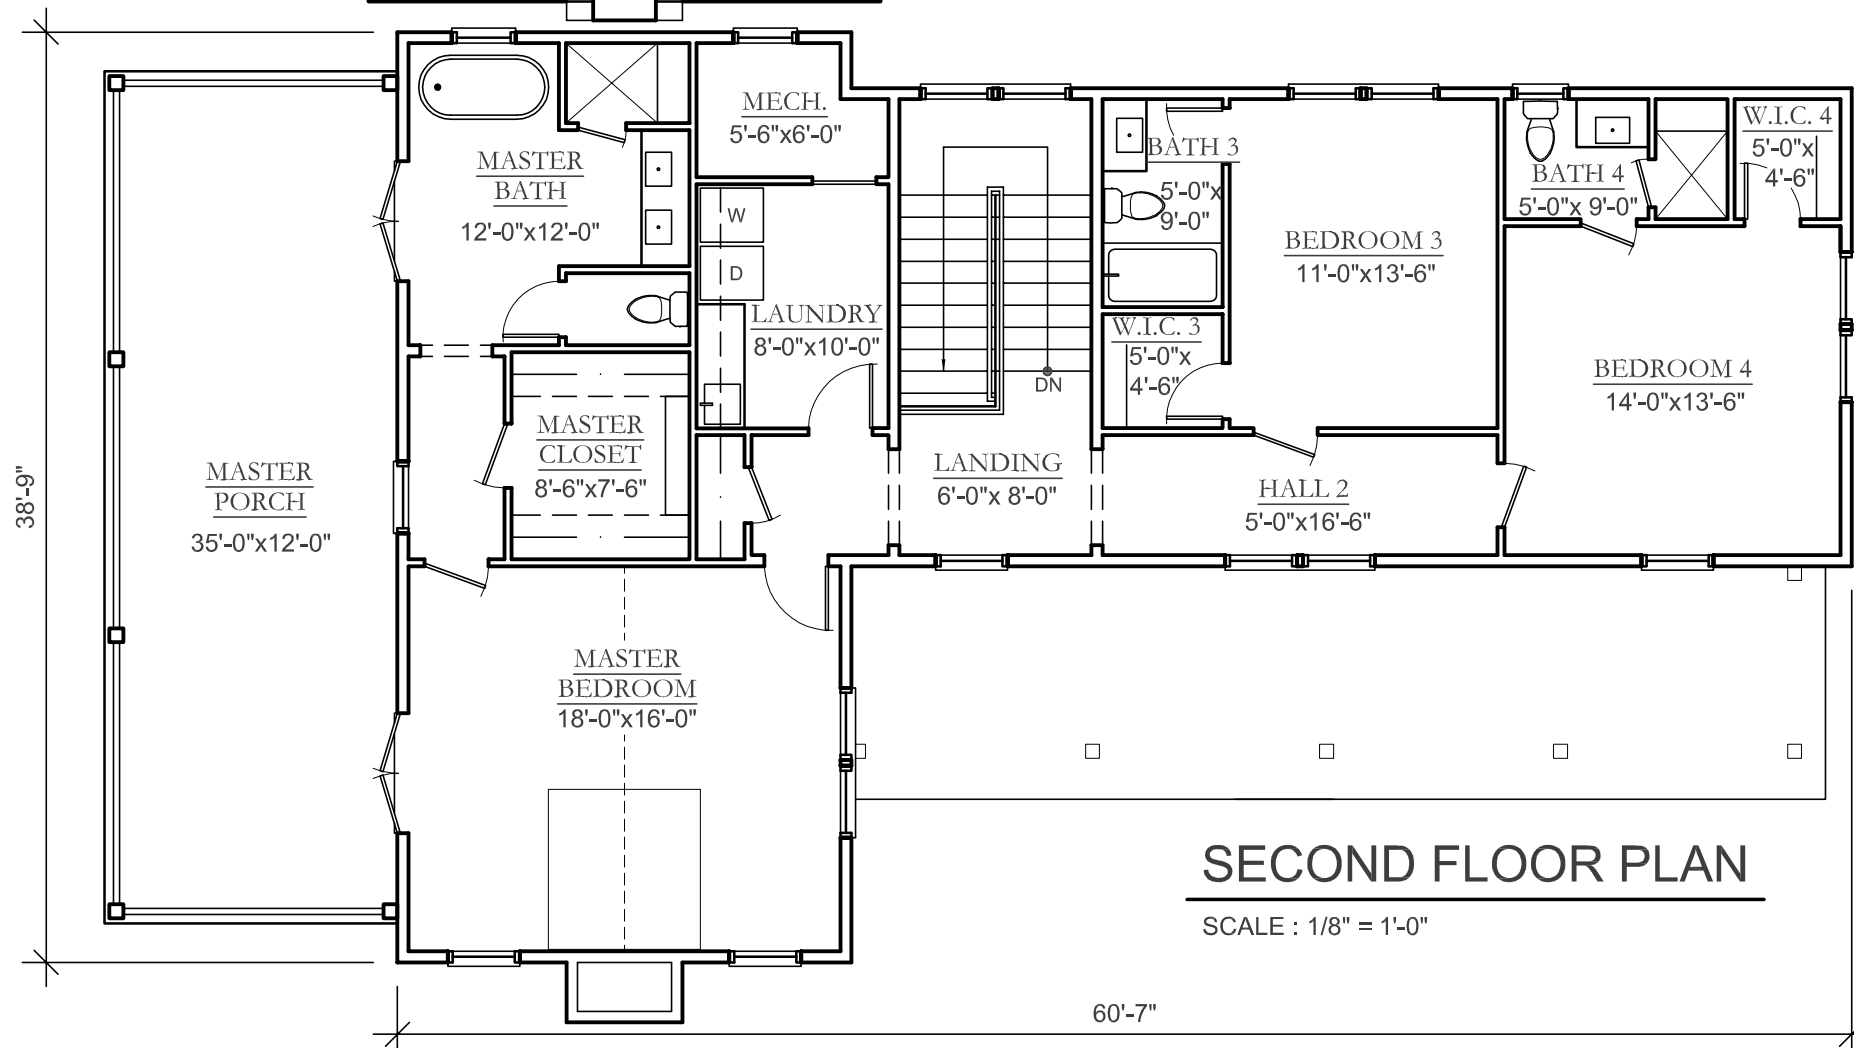 MECH.
5'-6"x6'-0"
MASTER
BATH
12'-0"x12'-0"
W
D
LAUNDRY
8'-0"x10'-0"
BATH 3
5'-0"x
9'-0"
W.I.C. 3
5'-0"x
4'-6"
DN
BEDROOM 3
11'-0"x13'-6"
BATH 4
5'-0"x 9'-0"
W.I.C. 4
5'-0"x
4'-6"
BEDROOM 4
14'-0"x13'-6"
MASTER
CLOSET
8'-6"x7'-6"
LANDING
6'-0"x 8'-0"
HALL 2
5'-0"x16'-6"
38'-9"
MASTER
PORCH
35'-0"x12'-0"
MASTER
BEDROOM
18'-0"x16'-0"
SECOND FLOOR PLAN
SCALE : 1/8" = 1'-0"
60'-7"